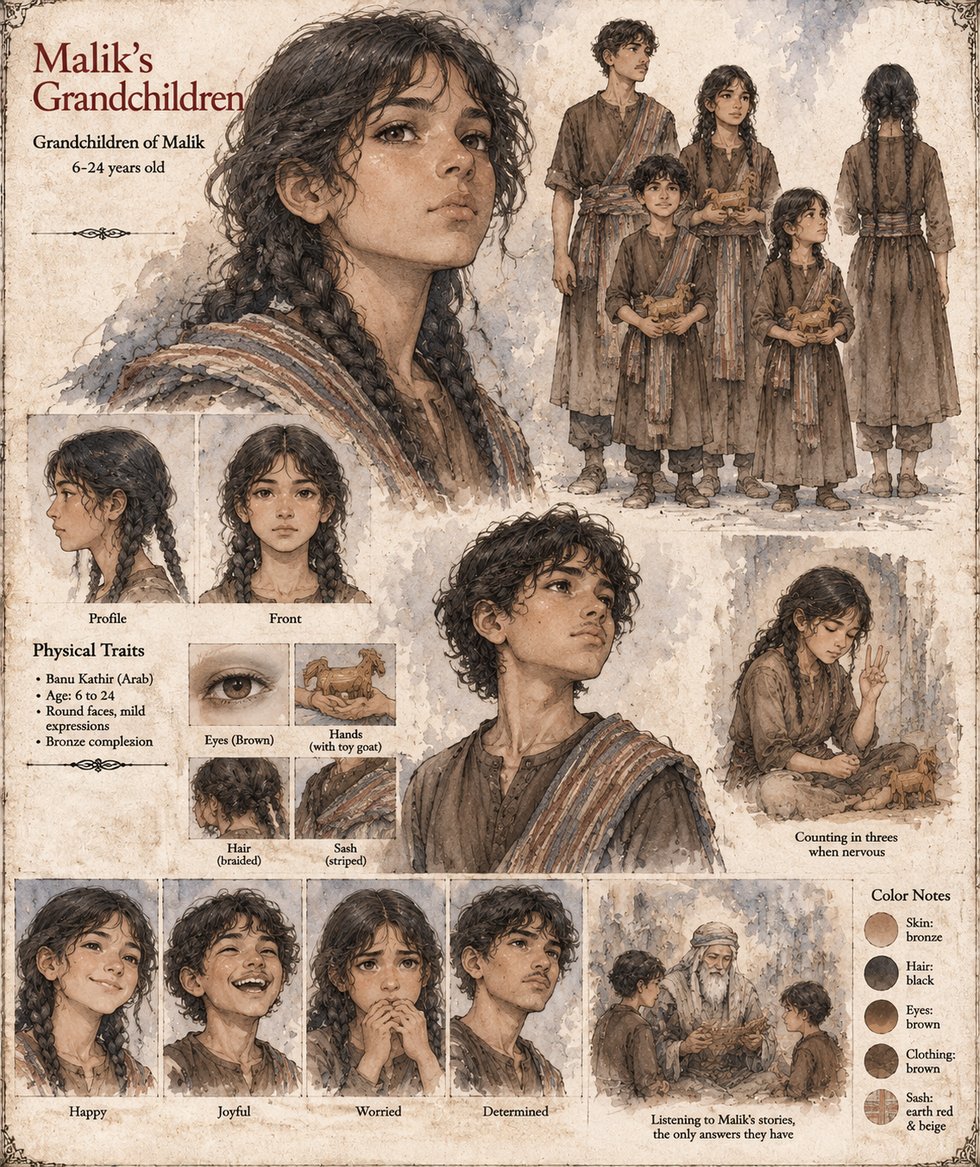 Malik's
Grandchildren
Grandchildren of Malik
6-24 years old
Profile
Front
Physical Traits
• Banu Kathir (Arab)
• Age: 6 to 24
• Round faces, mild
expressions
• Bronze complexion
Eyes (Brown)
Hands
(with toy goat)
Hair
(braided)
Sash
(striped)
Counting in threes
when nervous
Happy
Joyful
Worried
Determined
Listening to Malik's stories,
the only answers they have
Color Notes
Skin:
bronze
Hair:
black
Eyes:
brown
Clothing:
brown
Sash:
earth red
& beige